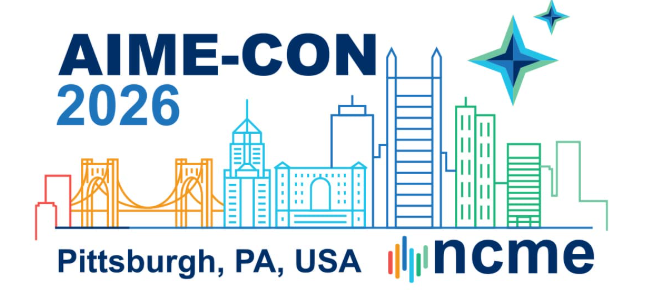 AIME-CON
2026
Pittsburgh, PA, USA
ncme